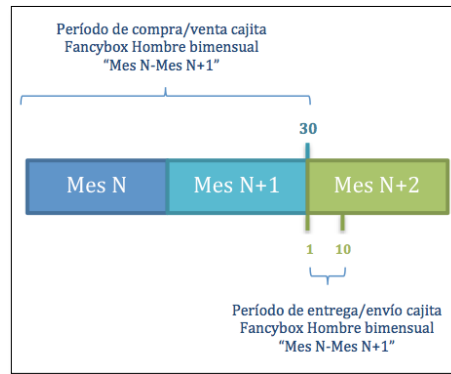 Período de compra/venta cajita
Fancybox Hombre bimensual
“Mes N-Mes N+1”
30
Mes N Mes N+1 Mes N+2
1 10
Período de entrega/envío cajita
Fancybox Hombre bimensual
“Mes N-Mes N+1”